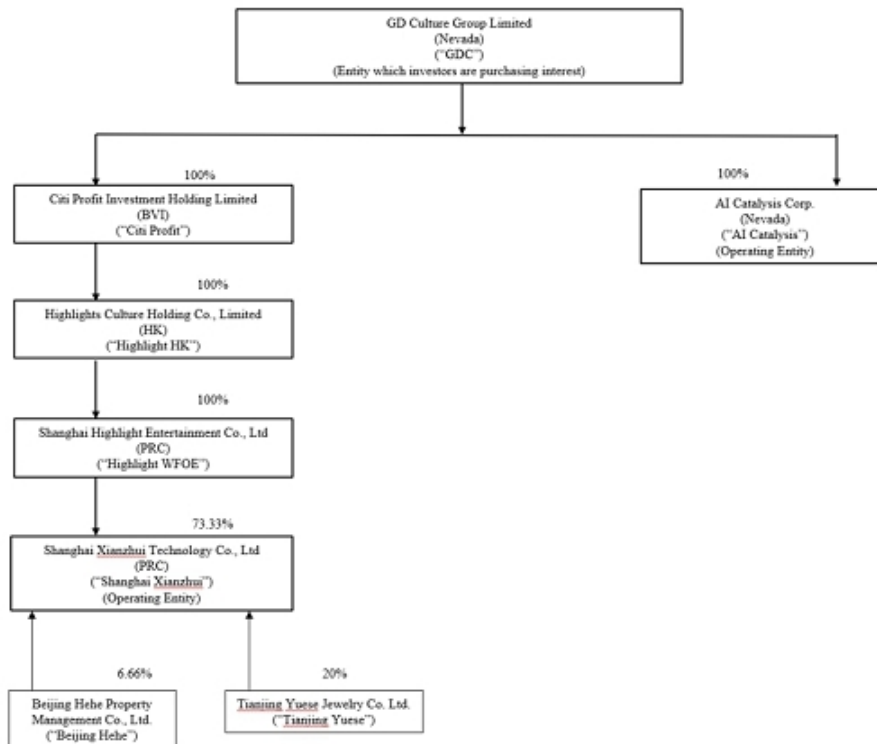 GD Culture Group Limited
(Nevada)
("GDC")
(Entity which investors are purchasing interest)
100%
100%
Citi Profit Investment Holding Limited
(BVI)
("Citi Profit")
AI Catalysis Corp.
(Nevada)
("AI Catalysis")
(Operating Entity)
100%
Highlights Culture Holding Co., Limited
(HK)
("Highlight HK")
100%
Shanghai Highlight Entertainment Co., Ltd
(PRC)
("Highlight WFOE")
73.33%
Shanghai Xianzhui Technology Co., Ltd
(PRC)
("Shanghai Xianzhui")
(Operating Entity)
6.66%
20%
Beijing Hehe Property
Management Co., Ltd.
("Beijing Hehe")
Tianjing Yuese Jewelry Co. Ltd.
("Tianjing Yuese")